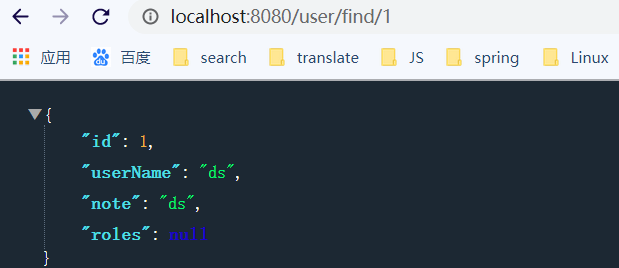 localhost:8080/user/find/1
应用 百度 search translate JS spring Linux
{
"id": 1,
"userName": "ds",
"note": "ds",
"roles": null
}